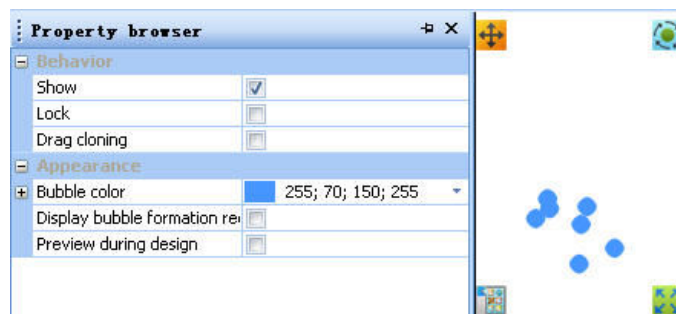 Property browser
Behavior
Show
Lock
Drag cloning
Appearance
Bubble color 255; 70; 150; 255
Display bubble formation
Preview during design